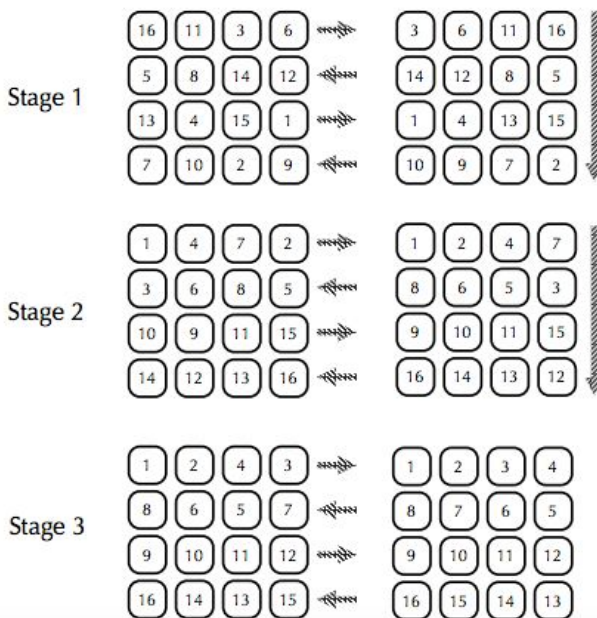 16 11 3 6 3 6 11 16
5 8 14 12 14 12 8 5
Stage 1
13 4 15 1 1 4 13 15
7 10 2 9 10 9 7 2
1 4 7 2 1 2 4 7
3 6 8 5 8 6 5 3
Stage 2
10 9 11 15 9 10 11 15
14 12 13 16 16 14 13 12
1 2 4 3 1 2 3 4
8 6 5 7 8 7 6 5
Stage 3
9 10 11 12 9 10 11 12
16 14 13 15 16 15 14 13